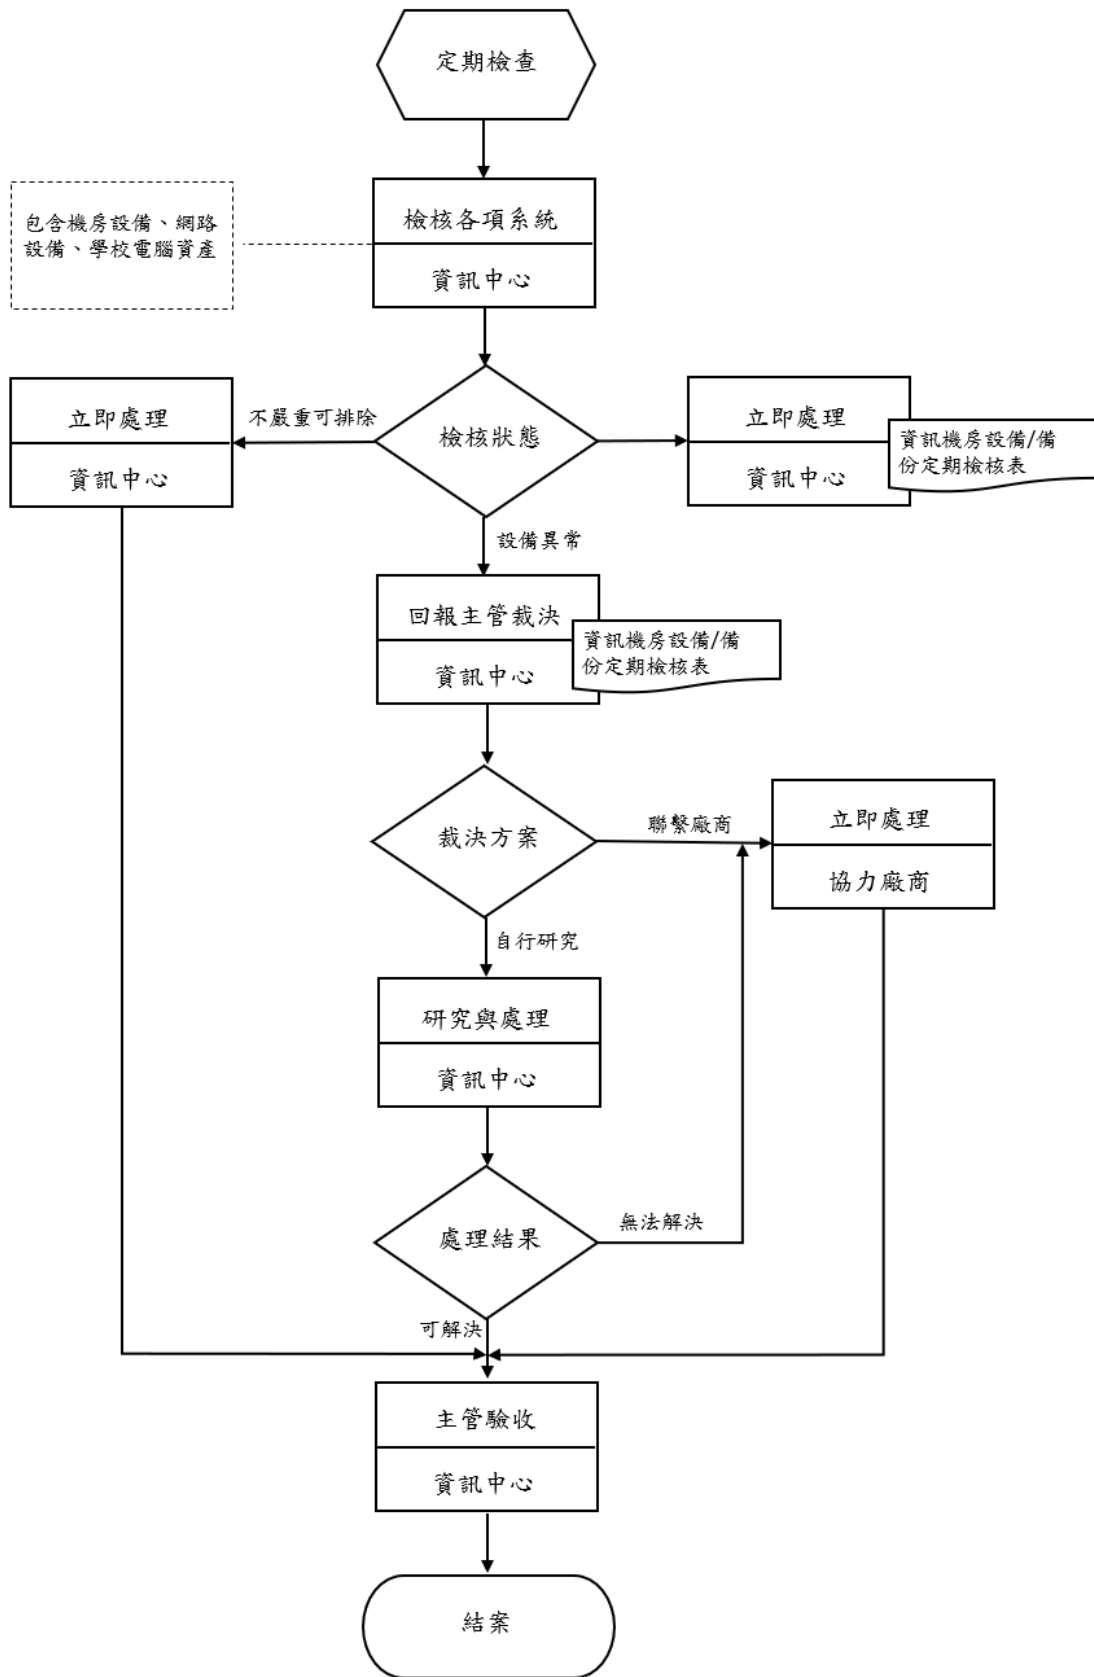 定期檢查
檢核各項系統
資訊中心
包含機房設備、網路
設備、學校電腦資產
檢核狀態
不嚴重可排除
立即處理
資訊中心
立即處理
資訊中心
資訊機房設備/備
份定期檢核表
設備異常
回報主管裁決
資訊中心
資訊機房設備/備
份定期檢核表
裁決方案
聯繫廠商
立即處理
協力廠商
自行研究
研究與處理
資訊中心
處理結果
無法解決
可解決
主管驗收
資訊中心
結案